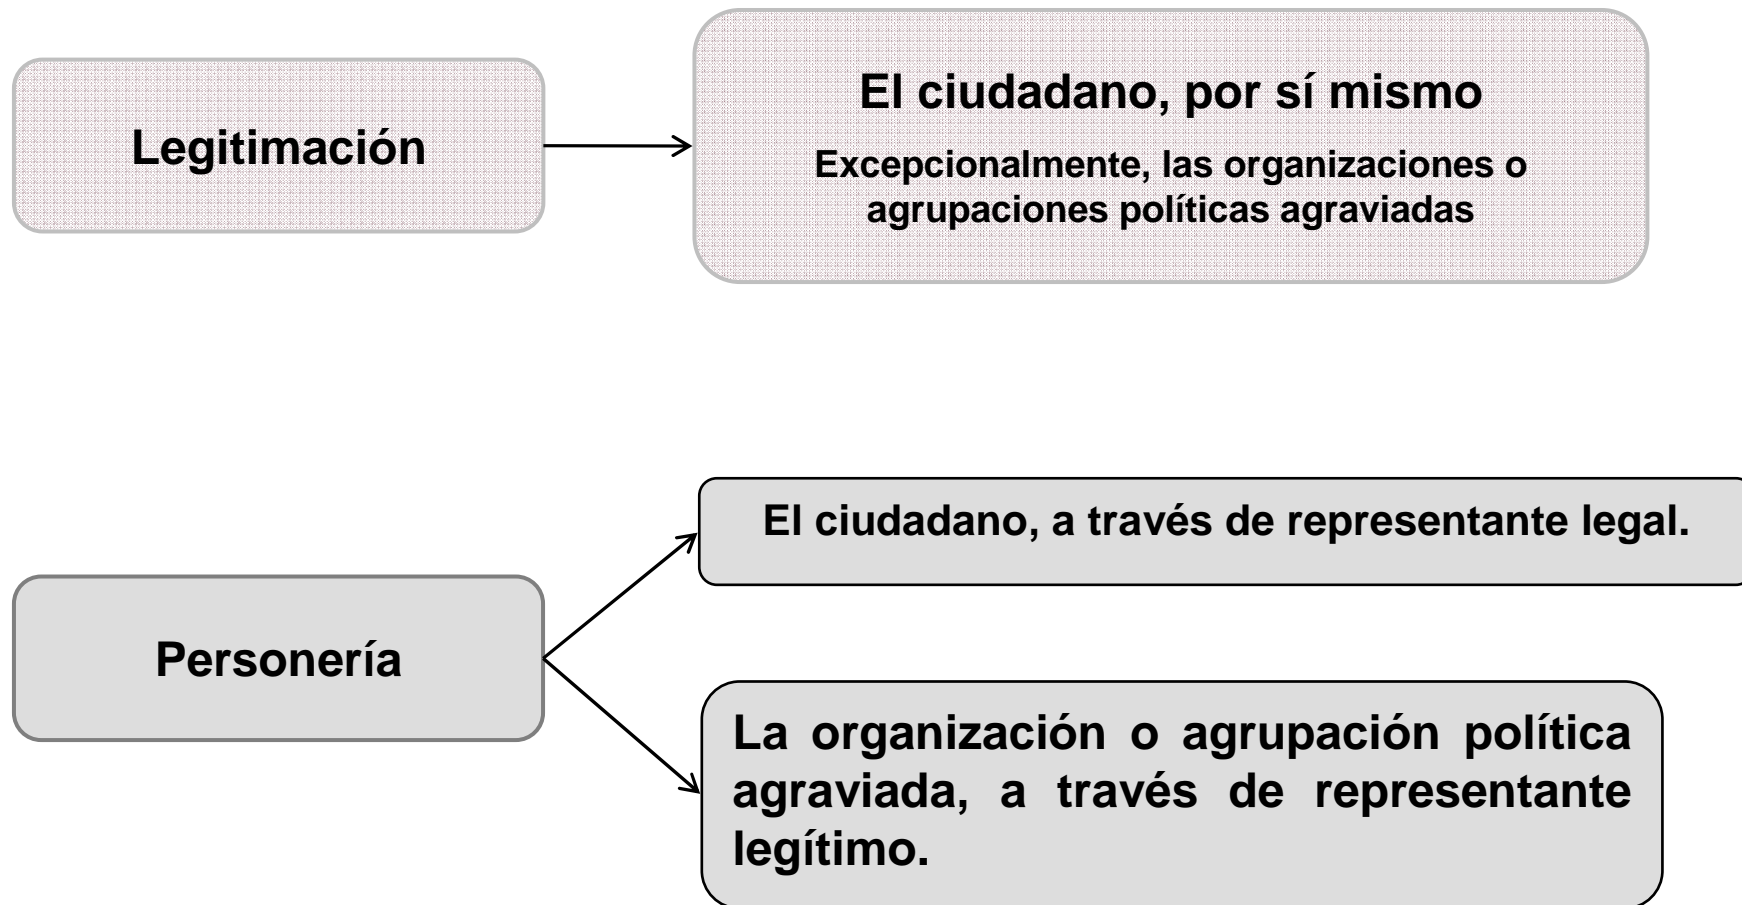 Legitimación
El ciudadano, por sí mismo
Excepcionalmente, las organizaciones o
agrupaciones políticas agraviadas
Personería
El ciudadano, a través de representante legal.
La organización o agrupación política
agraviada, a través de representante
legítimo.